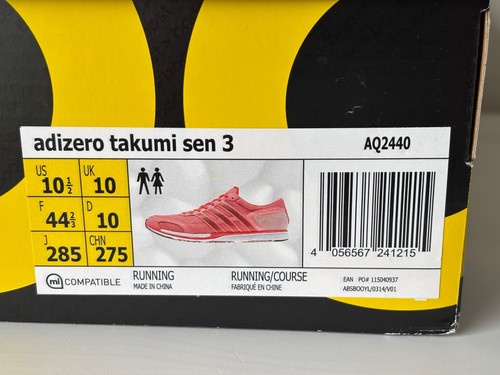 adizero takumi sen 3
AQ2440
US UK
10½ 10
F D
44⅔ 10
J CHN
285 275
4 056567 241215
mi COMPATIBLE
RUNNING
MADE IN CHINA
RUNNING/COURSE
FABRIQUÉ EN CHINE
EAN PO# 115040937
ABSBOOYL/0314/V01